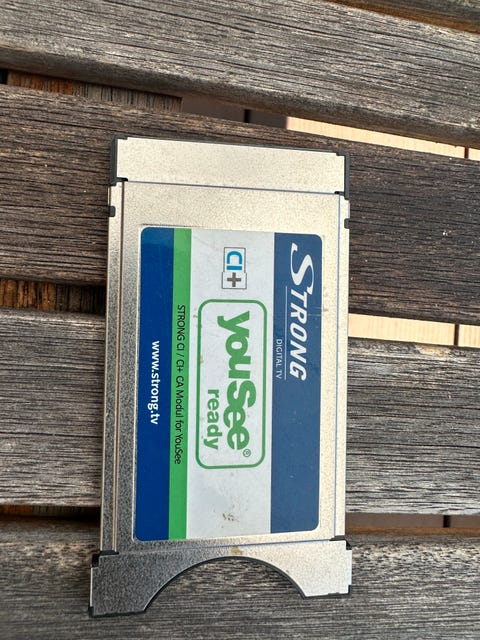 STRONG
DIGITAL TV
CI+
YouSee®
ready
STRONG CI / CI+ CA Modul for YouSee
www.strong.tv